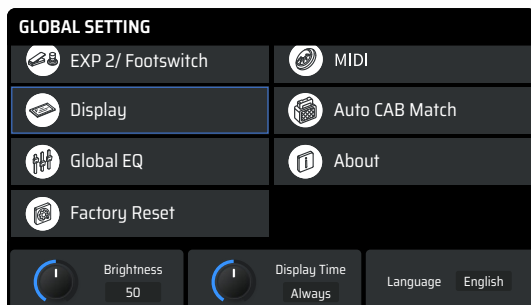 GLOBAL SETTING
EXP 2/ Footswitch
MIDI
Display
Auto CAB Match
Global EQ
About
Factory Reset
Brightness
50
Display Time
Always
Language English